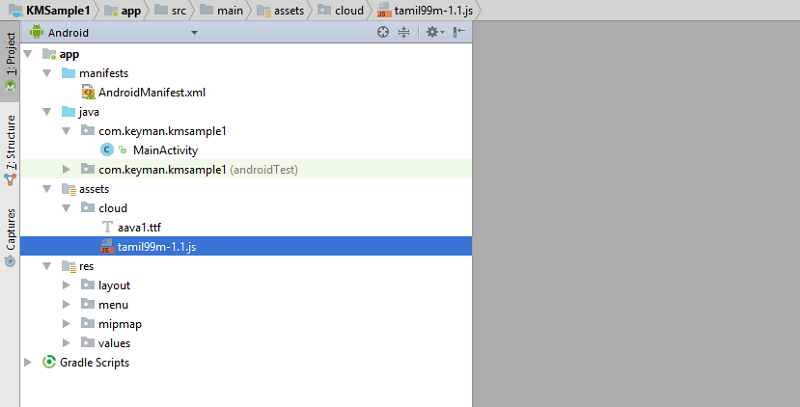 KMSample1 app src main assets cloud tamil99m-1.1.js
Android
1: Project
Z: Structure
Captures
app
manifests
AndroidManifest.xml
java
com.keyman.kmsample1
MainActivity
com.keyman.kmsample1 (androidTest)
assets
cloud
aava1.ttf
tamil99m-1.1.js
res
layout
menu
mipmap
values
Gradle Scripts